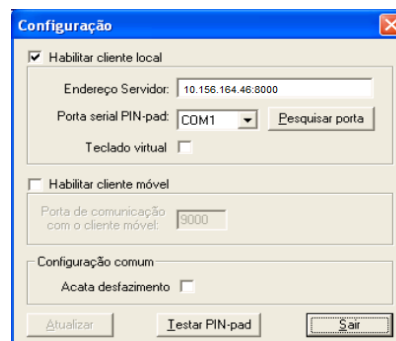 Configuração
Habilitar cliente local
Endereço Servidor: 10.156.164.46:8000
Porta serial PIN-pad: COM1 Pesquisar porta
Teclado virtual
Habilitar cliente móvel
Porta de comunicação
com o cliente móvel: 9000
Configuração comum
Acata desfazimento
Atualizar Testar PIN-pad Sair